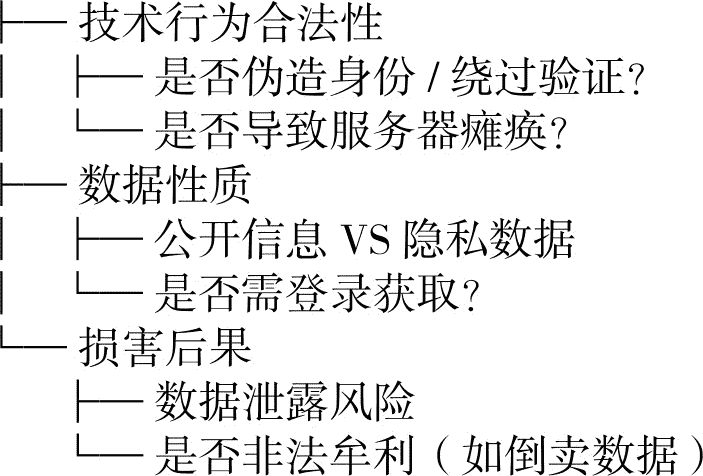 ├── 技术行为合法性
│   ├── 是否伪造身份 / 绕过验证？
│   └── 是否导致服务器瘫痪？
├── 数据性质
│   ├── 公开信息 VS 隐私数据
│   └── 是否需登录获取？
└── 损害后果
    ├── 数据泄露风险
    └── 是否非法牟利（如倒卖数据）